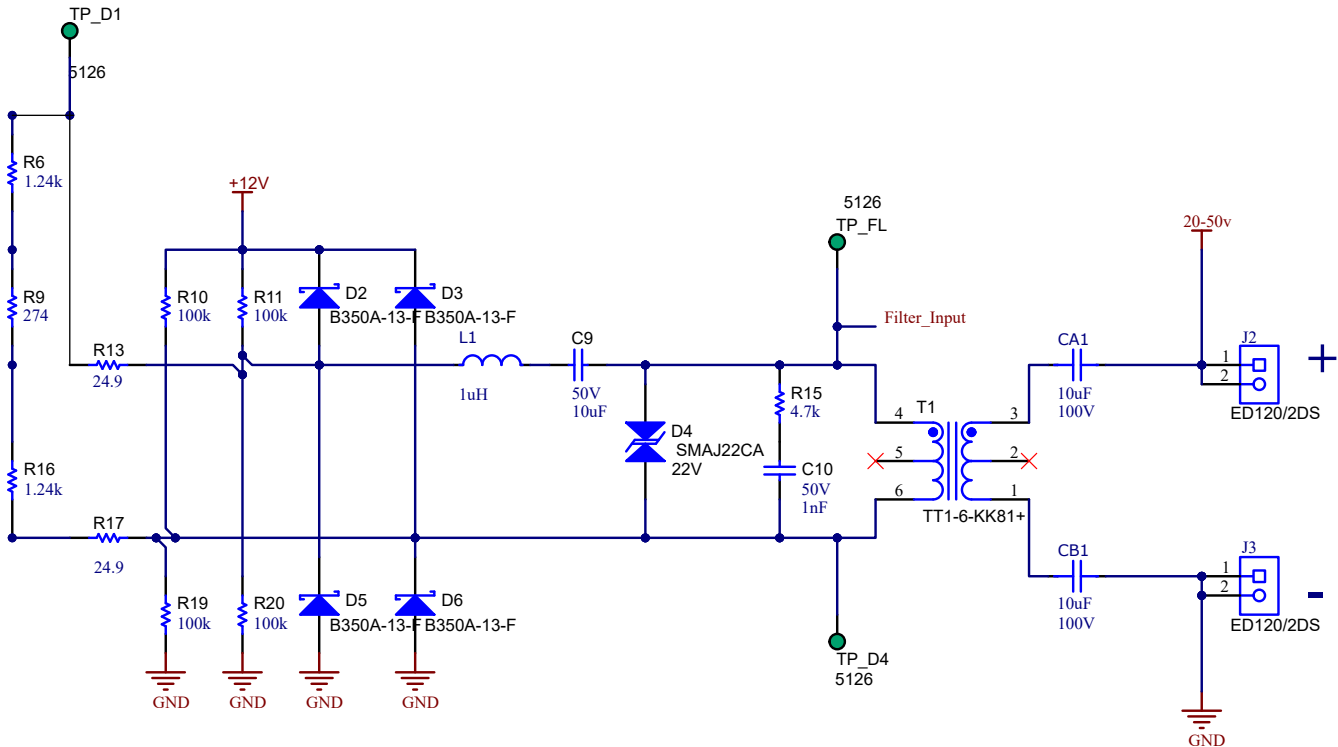 TP_D1
5126
R6
1.24k
+12V
5126
TP_FL
20-50v
R9
274
R10
100k
R11
100k
D2
B350A-13-F
D3
B350A-13-F
Filter_Input
L1
1uH
C9
50V
10uF
CA1
10uF
100V
J2
1
2
+
ED120/2DS
R13
24.9
R15
4.7k
D4
SMAJ22CA
22V
T1
4
5
6
3
2
1
TT1-6-KK81+
C10
50V
1nF
R16
1.24k
R17
24.9
CB1
10uF
100V
J3
1
2
-
ED120/2DS
R19
100k
R20
100k
D5
B350A-13-F
D6
B350A-13-F
TP_D4
5126
GND
GND
GND
GND
GND